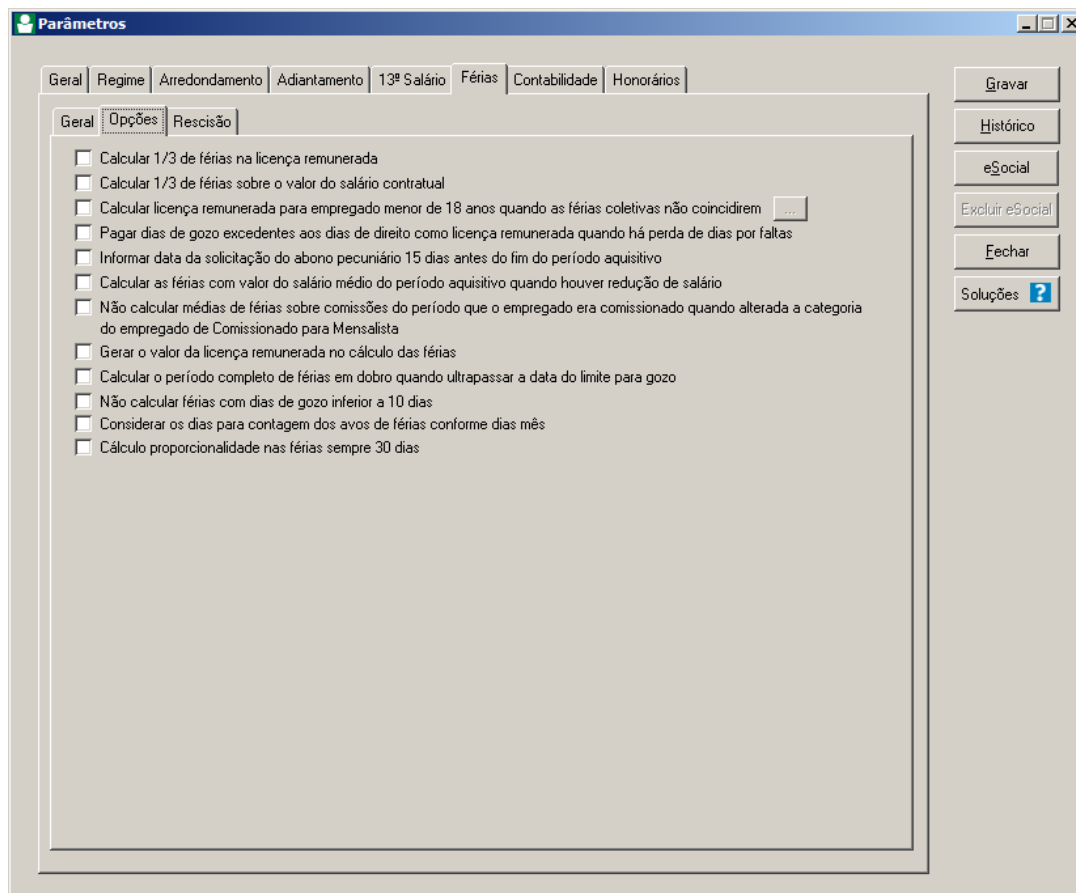 Parâmetros
Geral Regime Arredondamento Adiantamento 13º Salário Férias Contabilidade Honorários
Geral Opções Rescisão
Calcular 1/3 de férias na licença remunerada
Calcular 1/3 de férias sobre o valor do salário contratual
Calcular licença remunerada para empregado menor de 18 anos quando as férias coletivas não coincidirem ...
Pagar dias de gozo excedentes aos dias de direito como licença remunerada quando há perda de dias por faltas
Informar data da solicitação do abono pecuniário 15 dias antes do fim do período aquisitivo
Calcular as férias com valor do salário médio do período aquisitivo quando houver redução de salário
Não calcular médias de férias sobre comissões do período que o empregado era comissionado quando alterada a categoria
do empregado de Comissionado para Mensalista
Gerar o valor da licença remunerada no cálculo das férias
Calcular o período completo de férias em dobro quando ultrapassar a data do limite para gozo
Não calcular férias com dias de gozo inferior a 10 dias
Considerar os dias para contagem dos avos de férias conforme dias mês
Cálculo proporcionalidade nas férias sempre 30 dias
Gravar
Histórico
eSocial
Excluir eSocial
Fechar
Soluções ?